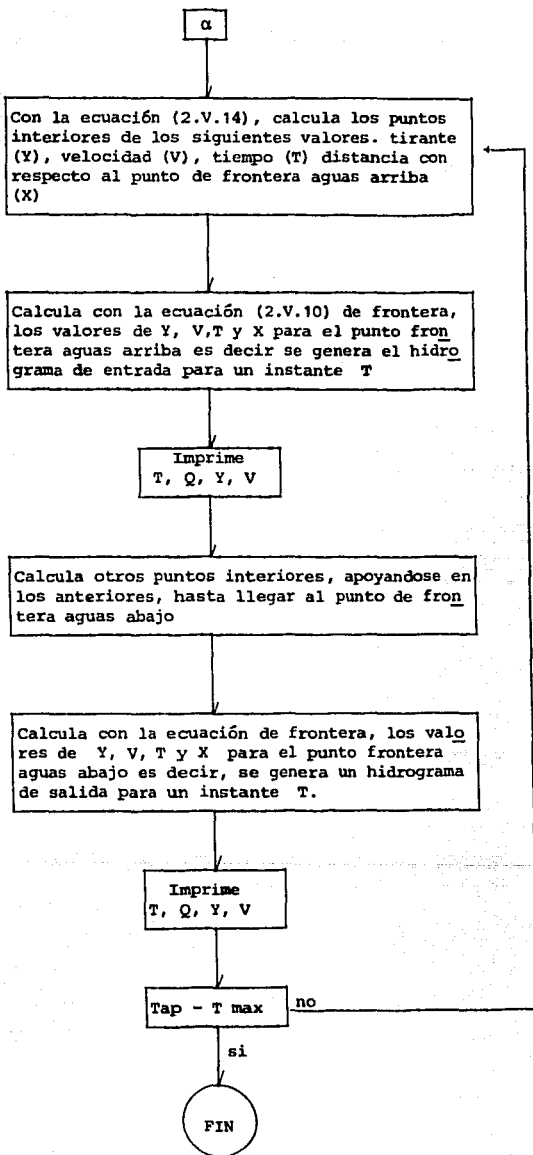 α
Con la ecuación (2.V.14), calcula los puntos
interiores de los siguientes valores. tirante
(Y), velocidad (V), tiempo (T) distancia con
respecto al punto de frontera aguas arriba
(X)
Calcula con la ecuación (2.V.10) de frontera,
los valores de Y, V,T y X para el punto fron
tera aguas arriba es decir se genera el hidro
grama de entrada para un instante T
Imprime
T, Q, Y, V
Calcula otros puntos interiores, apoyandose en
los anteriores, hasta llegar al punto de fron
tera aguas abajo
Calcula con la ecuación de frontera, los valo
res de Y, V, T y X para el punto frontera
aguas abajo es decir, se genera un hidrograma
de salida para un instante T.
Imprime
T, Q, Y, V
Tap - T max
no
si
FIN